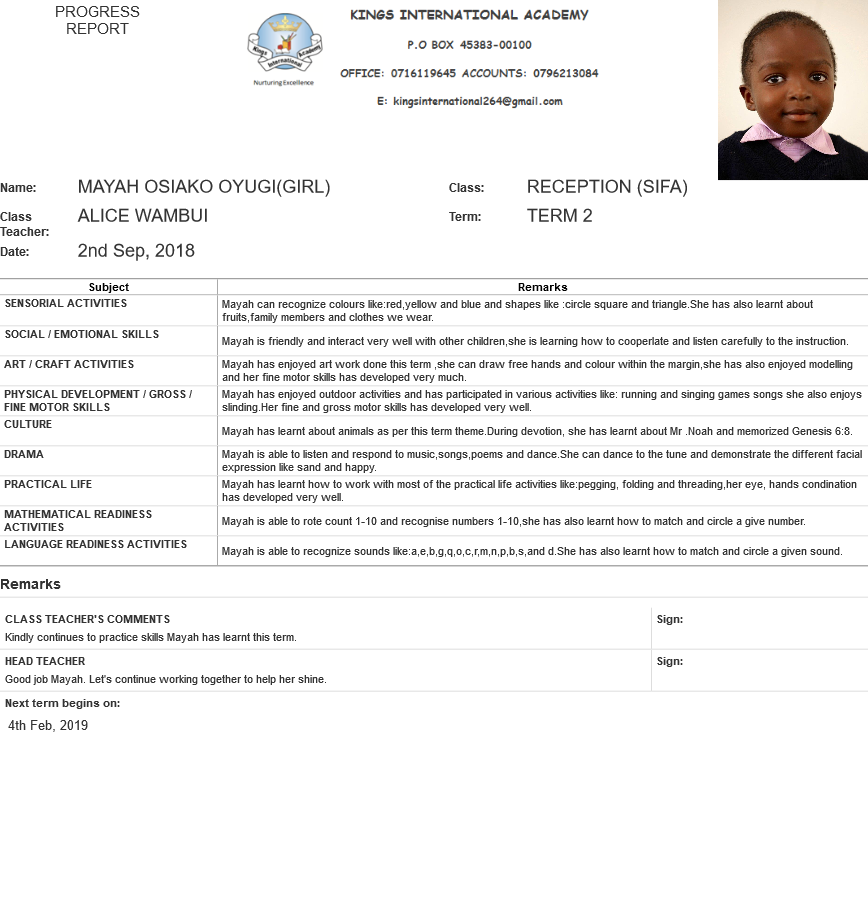 PROGRESS
REPORT
KINGS INTERNATIONAL ACADEMY
P.O BOX 45383-00100
OFFICE: 0716119645 ACCOUNTS: 0796213084
E: kingsinternational264@gmail.com
Kings International Academy
Nurturing Excellence
Name: MAYAH OSIAKO OYUGI(GIRL) Class: RECEPTION (SIFA)
Class Teacher: ALICE WAMBUI Term: TERM 2
Date: 2nd Sep, 2018
Subject Remarks
SENSORIAL ACTIVITIES
Mayah can recognize colours like:red,yellow and blue and shapes like :circle square and triangle.She has also learnt about
fruits,family members and clothes we wear.
SOCIAL / EMOTIONAL SKILLS
Mayah is friendly and interact very well with other children,she is learning how to cooperlate and listen carefully to the instruction.
ART / CRAFT ACTIVITIES
Mayah has enjoyed art work done this term ,she can draw free hands and colour within the margin,she has also enjoyed modelling
and her fine motor skills has developed very much.
PHYSICAL DEVELOPMENT / GROSS /
FINE MOTOR SKILLS
Mayah has enjoyed outdoor activities and has participated in various activities like: running and singing games songs she also enjoys
slinding.Her fine and gross motor skills has developed very well.
CULTURE
Mayah has learnt about animals as per this term theme.During devotion, she has learnt about Mr .Noah and memorized Genesis 6:8.
DRAMA
Mayah is able to listen and respond to music,songs,poems and dance.She can dance to the tune and demonstrate the different facial
expression like sand and happy.
PRACTICAL LIFE
Mayah has learnt how to work with most of the practical life activities like:pegging, folding and threading,her eye, hands condination
has developed very well.
MATHEMATICAL READINESS
ACTIVITIES
Mayah is able to rote count 1-10 and recognise numbers 1-10,she has also learnt how to match and circle a give number.
LANGUAGE READINESS ACTIVITIES
Mayah is able to recognize sounds like:a,e,b,g,q,o,c,r,m,n,p,b,s,and d.She has also learnt how to match and circle a given sound.
Remarks
CLASS TEACHER'S COMMENTS Sign:
Kindly continues to practice skills Mayah has learnt this term.
HEAD TEACHER Sign:
Good job Mayah. Let's continue working together to help her shine.
Next term begins on:
4th Feb, 2019